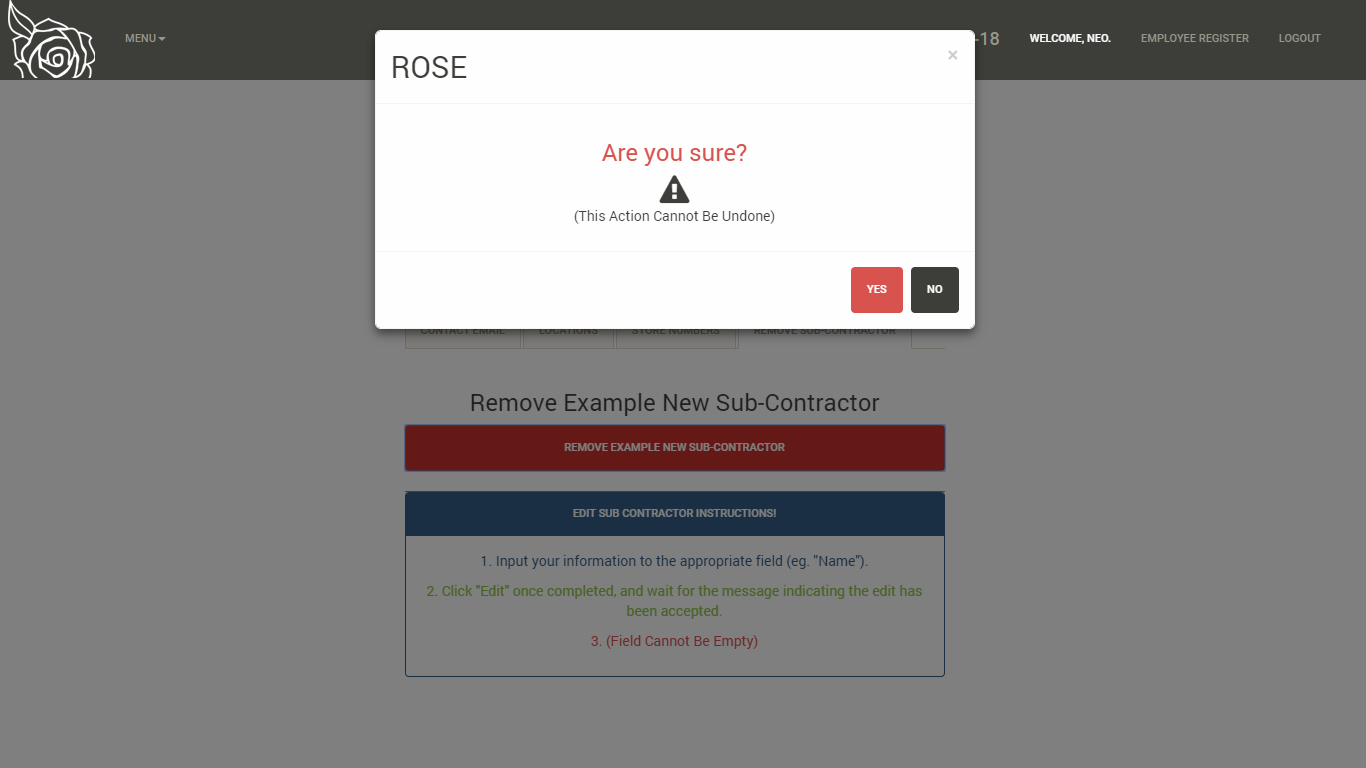 MENU
-18
WELCOME, NEO.
EMPLOYEE REGISTER
LOGOUT
ROSE
×
Are you sure?
(This Action Cannot Be Undone)
YES
NO
CONTACT EMAIL
LOCATIONS
STORE NUMBERS
REMOVE SUB-CONTRACTOR
Remove Example New Sub-Contractor
REMOVE EXAMPLE NEW SUB-CONTRACTOR
EDIT SUB CONTRACTOR INSTRUCTIONS!
1. Input your information to the appropriate field (eg. "Name").
2. Click "Edit" once completed, and wait for the message indicating the edit has
been accepted.
3. (Field Cannot Be Empty)